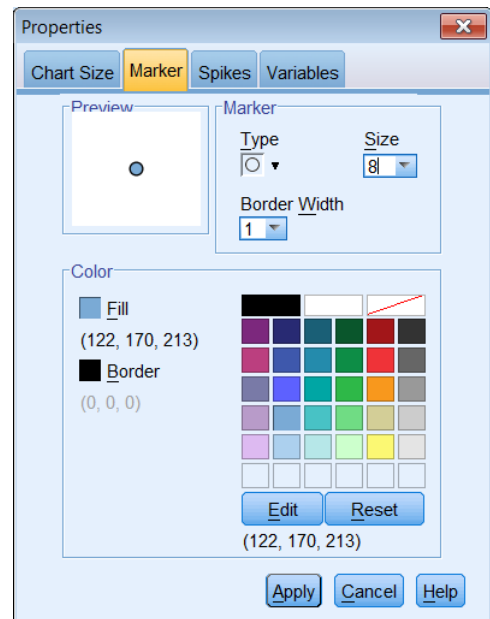 Properties
Chart Size Marker Spikes Variables
Preview
Marker
Type Size
8
Border Width
1
Color
Fill
(122, 170, 213)
Border
(0, 0, 0)
Edit Reset
(122, 170, 213)
Apply Cancel Help